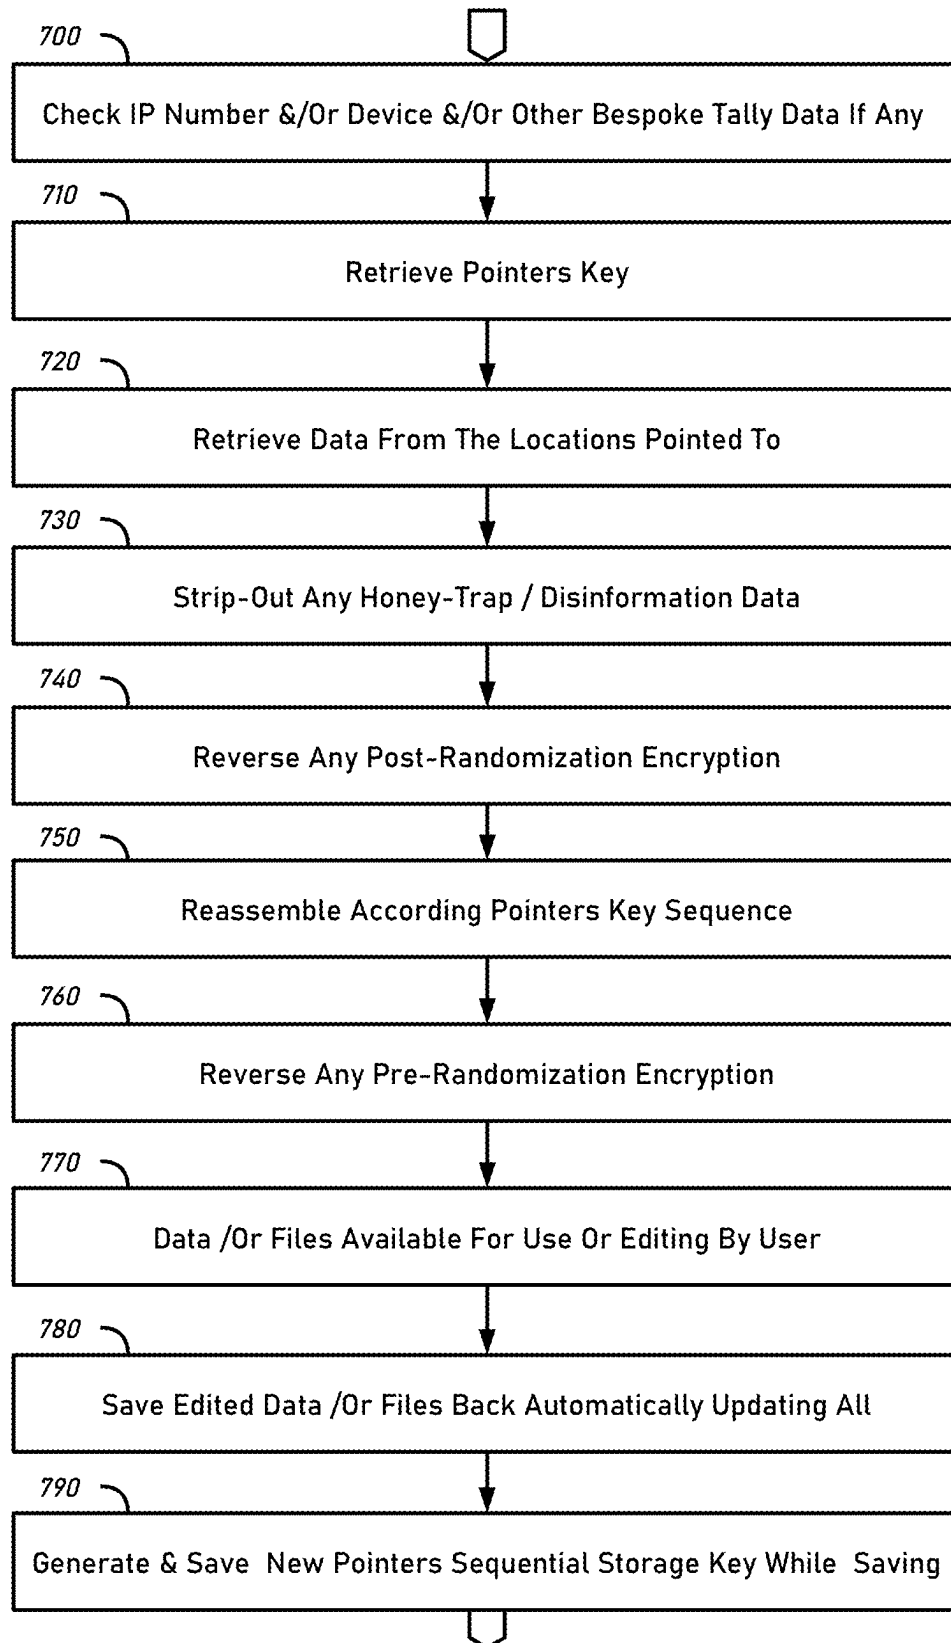 700
Check IP Number &/Or Device &/Or Other Bespoke Tally Data If Any
710
Retrieve Pointers Key
720
Retrieve Data From The Locations Pointed To
730
Strip-Out Any Honey-Trap / Disinformation Data
740
Reverse Any Post-Randomization Encryption
750
Reassemble According Pointers Key Sequence
760
Reverse Any Pre-Randomization Encryption
770
Data /Or Files Available For Use Or Editing By User
780
Save Edited Data /Or Files Back Automatically Updating All
790
Generate & Save New Pointers Sequential Storage Key While Saving